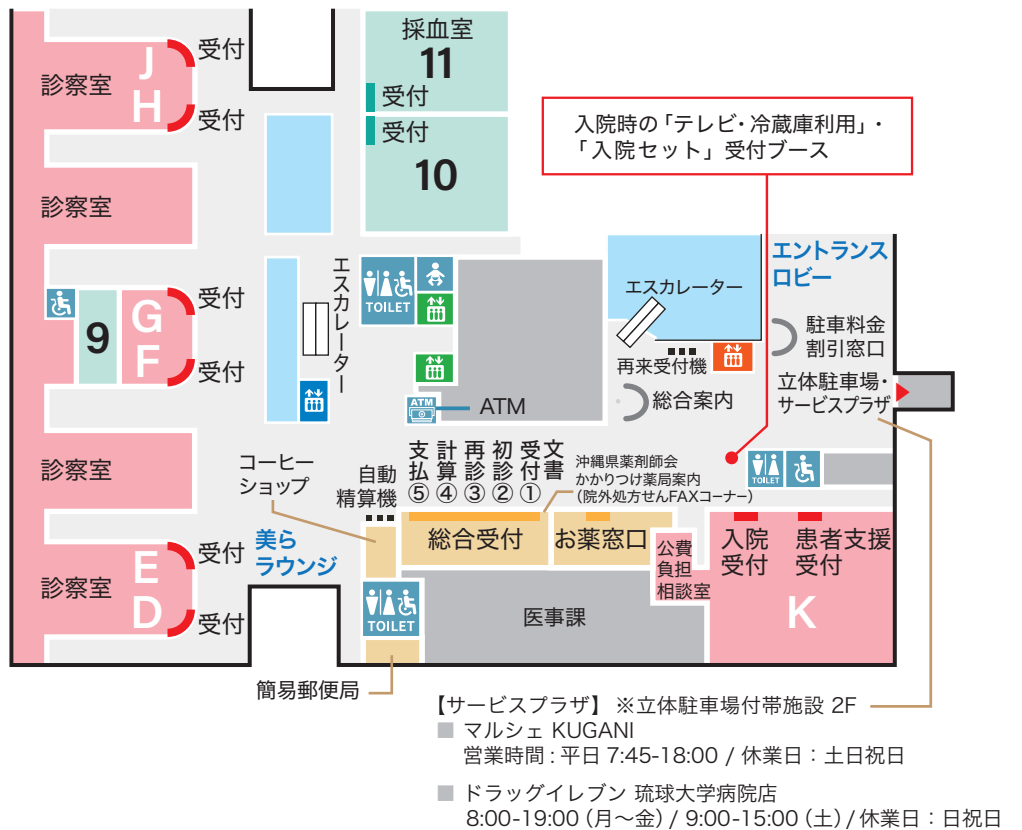 採血室
11
受付
受付
10
診察室
J
H
受付
受付
入院時の「テレビ・冷蔵庫利用」・
「入院セット」受付ブース
診察室
エントランス
ロビー
エスカレーター
TOILET
エスカレーター
駐車料金
割引窓口
9
G
F
受付
受付
再来受付機
立体駐車場・
サービスプラザ
総合案内
ATM
ATM
診察室
コーヒー
ショップ
自動
精算機
支払⑤
計算④
再診③
初診②
受付①
文書
沖縄県薬剤師会
かかりつけ薬局案内
(院外処方せんFAXコーナー)
TOILET
美ら
ラウンジ
総合受付
お薬窓口
公費
負担
相談室
入院
受付
患者支援
受付
K
診察室
E
D
受付
受付
TOILET
医事課
簡易郵便局
【サービスプラザ】 ※立体駐車場付帯施設 2F
マルシェ KUGANI
営業時間 : 平日 7:45-18:00 / 休業日：土日祝日
ドラッグイレブン 琉球大学病院店
8:00-19:00（月～金）/ 9:00-15:00（土）/ 休業日：日祝日